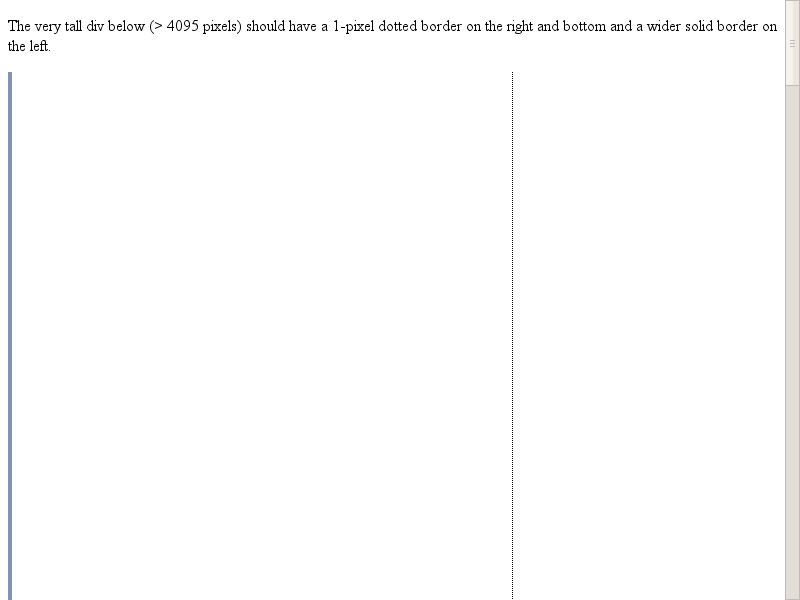 The very tall div below (> 4095 pixels) should have a 1-pixel dotted border on the right and bottom and a wider solid border on
the left.